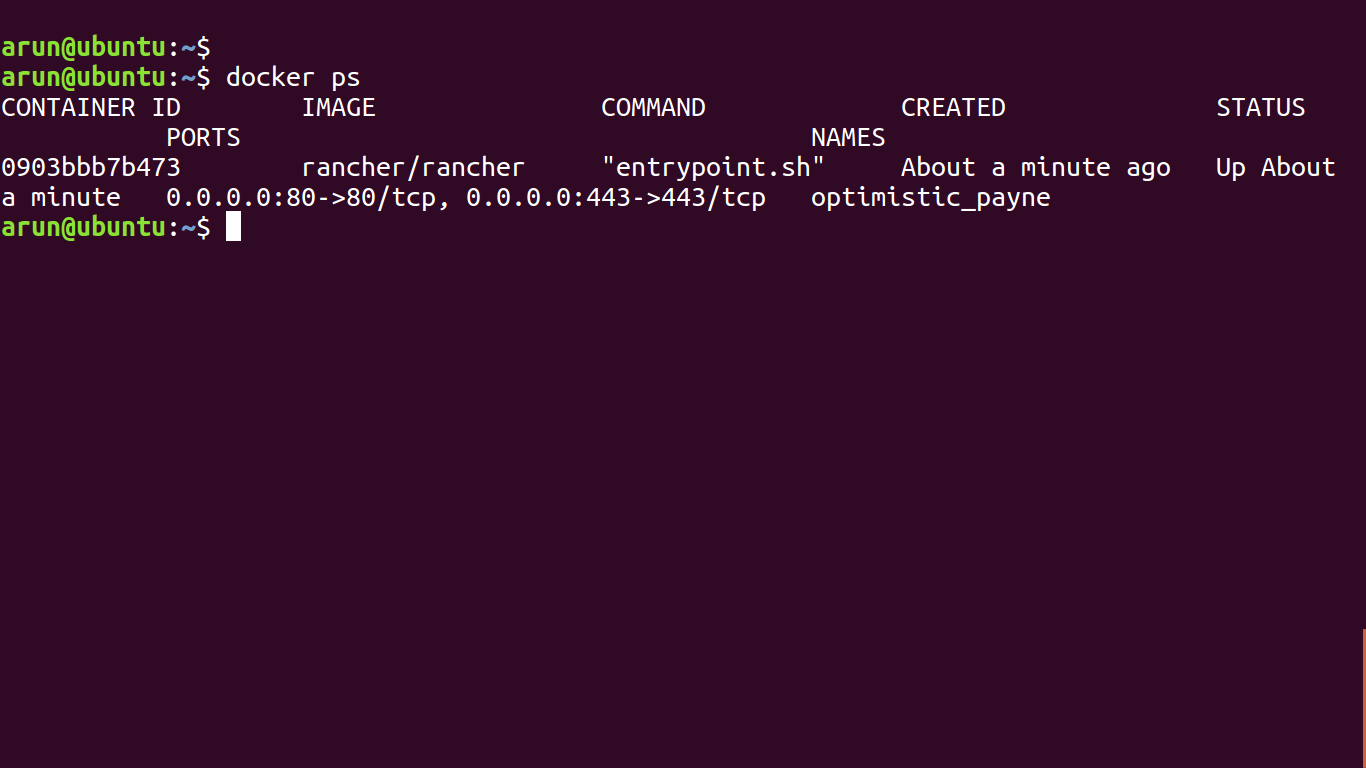 arun@ubuntu:~$
arun@ubuntu:~$ docker ps
CONTAINER ID        IMAGE               COMMAND             CREATED              STATUS
           PORTS                                      NAMES
0903bbb7b473        rancher/rancher     "entrypoint.sh"     About a minute ago   Up About
a minute   0.0.0.0:80->80/tcp, 0.0.0.0:443->443/tcp   optimistic_payne
arun@ubuntu:~$